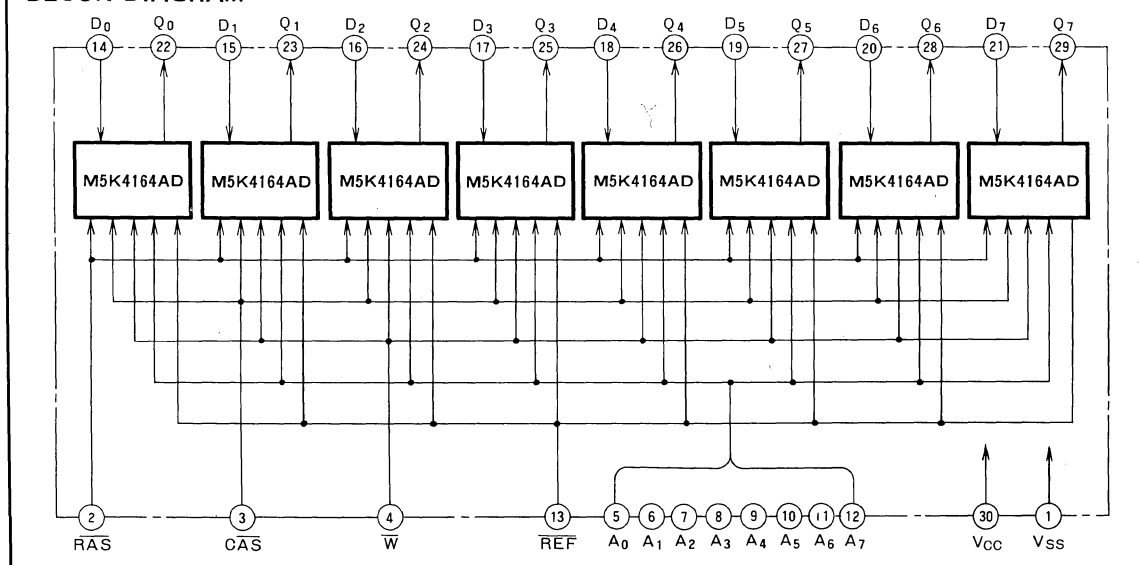 D0 Q0 D1 Q1 D2 Q2 D3 Q3 D4 Q4 D5 Q5 D6 Q6 D7 Q7
14 22 15 23 16 24 17 25 18 26 19 27 20 28 21 29
M5K4164AD M5K4164AD M5K4164AD M5K4164AD M5K4164AD M5K4164AD M5K4164AD M5K4164AD
2 3 4 13 5 6 7 8 9 10 11 12 30 1
RAS CAS W REF A0 A1 A2 A3 A4 A5 A6 A7 VCC VSS